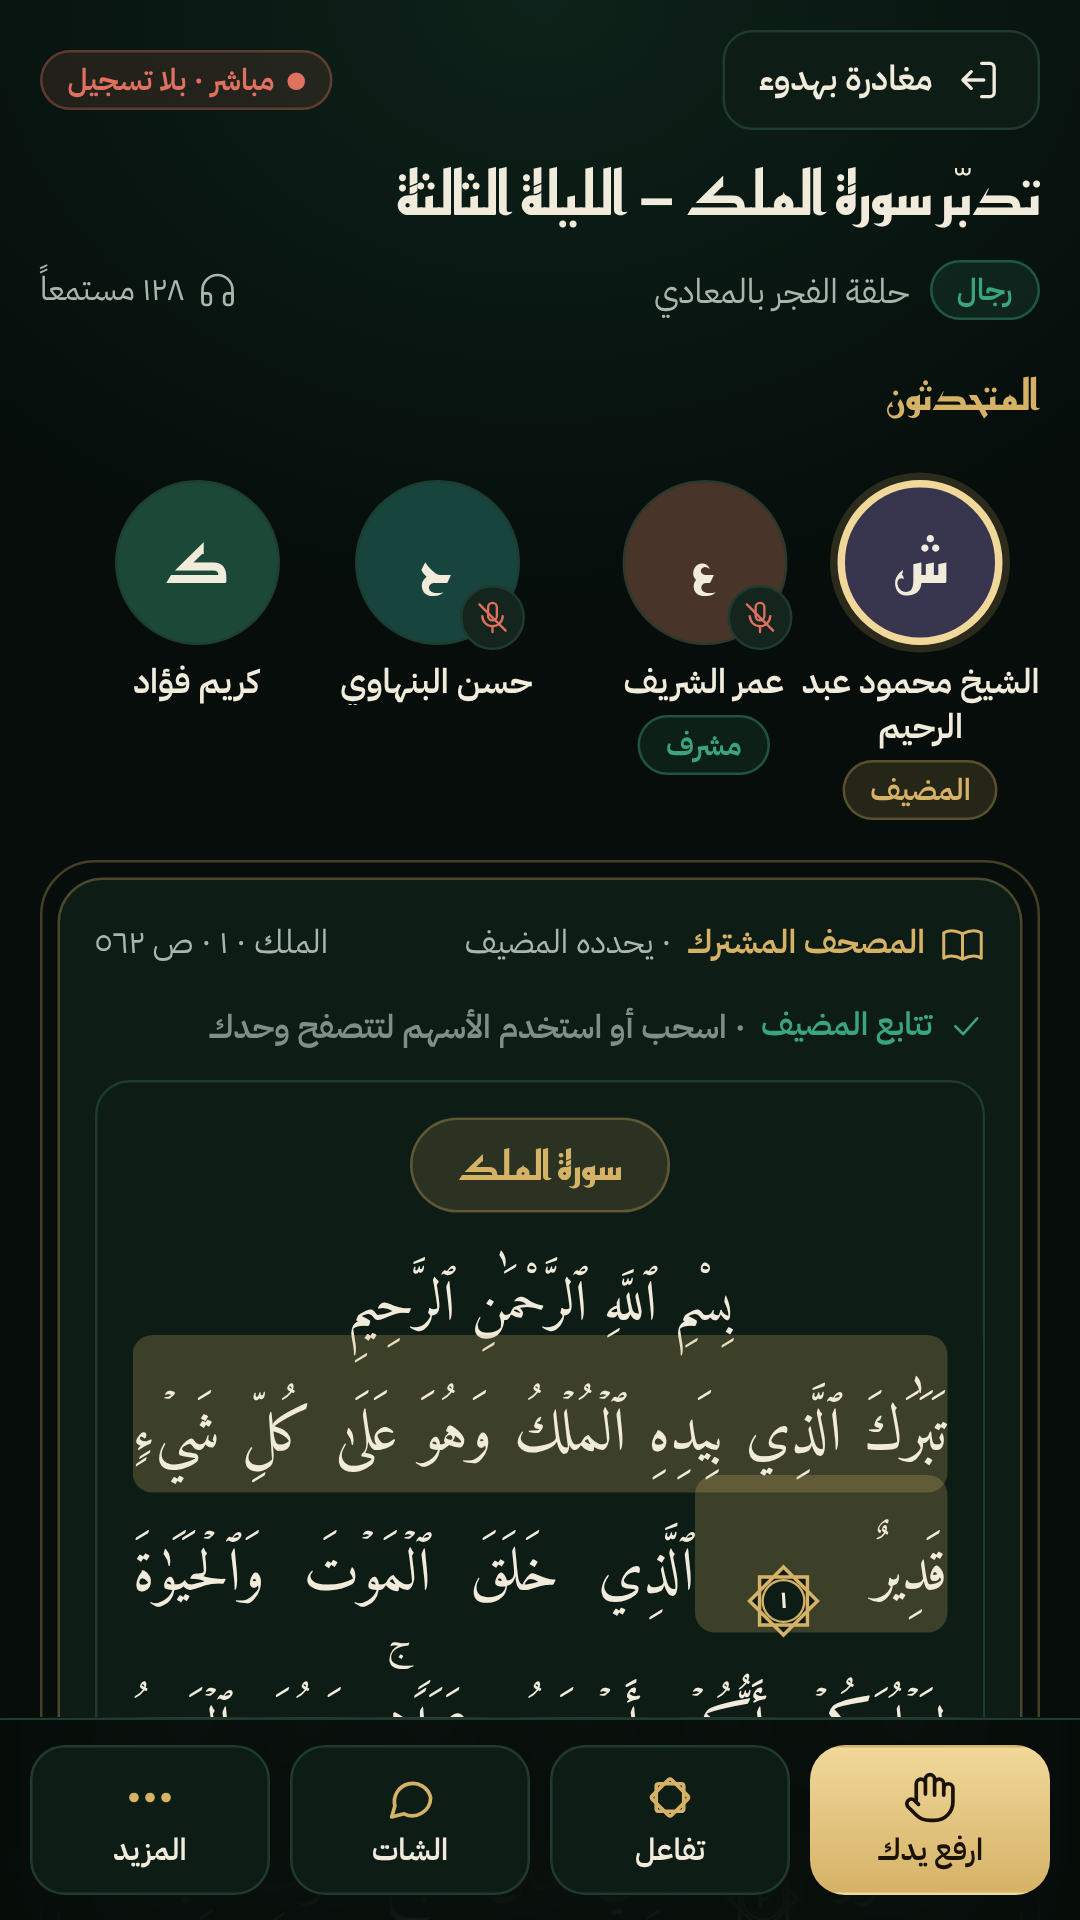 مغادرة بهدوء
مباشر · بلا تسجيل
تدبّر سورة الملك – الليلة الثالثة
رجال حلقة الفجر بالمعادي
١٢٨ مستمعاً
المتحدثون
ش
ع
ح
ك
الشيخ محمود عبد الرحيم
المضيف
عمر الشريف
مشرف
حسن البنهاوي
كريم فؤاد
المصحف المشترك · يحدده المضيف
الملك · ١ · ص ٥٦٢
تتابع المضيف · اسحب أو استخدم الأسهم لتتصفح وحدك
سورة الملك
بِسْمِ ٱللَّهِ ٱلرَّحْمَٰنِ ٱلرَّحِيمِ
تَبَٰرَكَ ٱلَّذِي بِيَدِهِ ٱلۡمُلۡكُ وَهُوَ عَلَىٰ كُلِّ شَيۡءٖ
قَدِيرٌ ١ ٱلَّذِي خَلَقَ ٱلۡمَوۡتَ وَٱلۡحَيَوٰةَ
ارفع يدك
تفاعل
الشات
المزيد